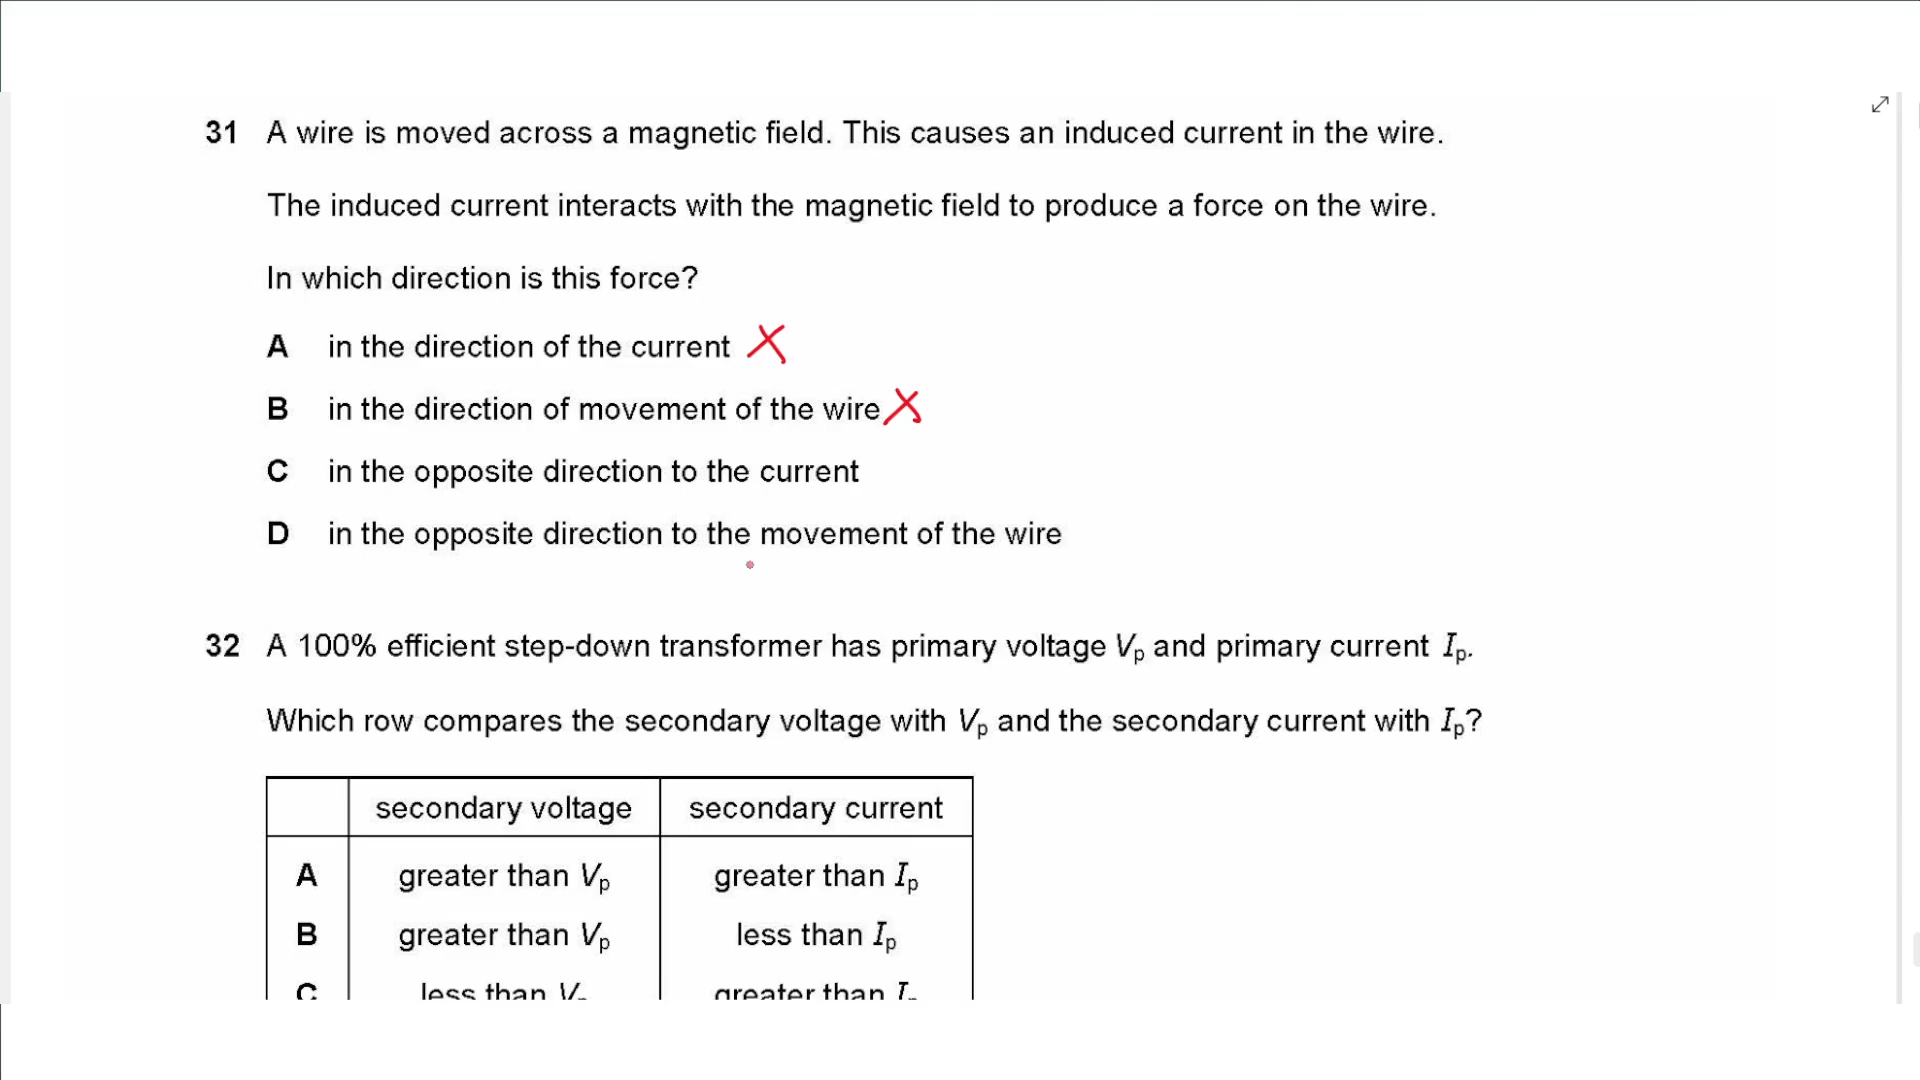 31 A wire is moved across a magnetic field. This causes an induced current in the wire.
The induced current interacts with the magnetic field to produce a force on the wire.
In which direction is this force?
A in the direction of the current X
B in the direction of movement of the wire X
C in the opposite direction to the current
D in the opposite direction to the movement of the wire
32 A 100% efficient step-down transformer has primary voltage Vp and primary current Ip.
Which row compares the secondary voltage with Vp and the secondary current with Ip?
secondary voltage secondary current
A greater than Vp greater than Ip
B greater than Vp less than Ip
C less than V greater than I